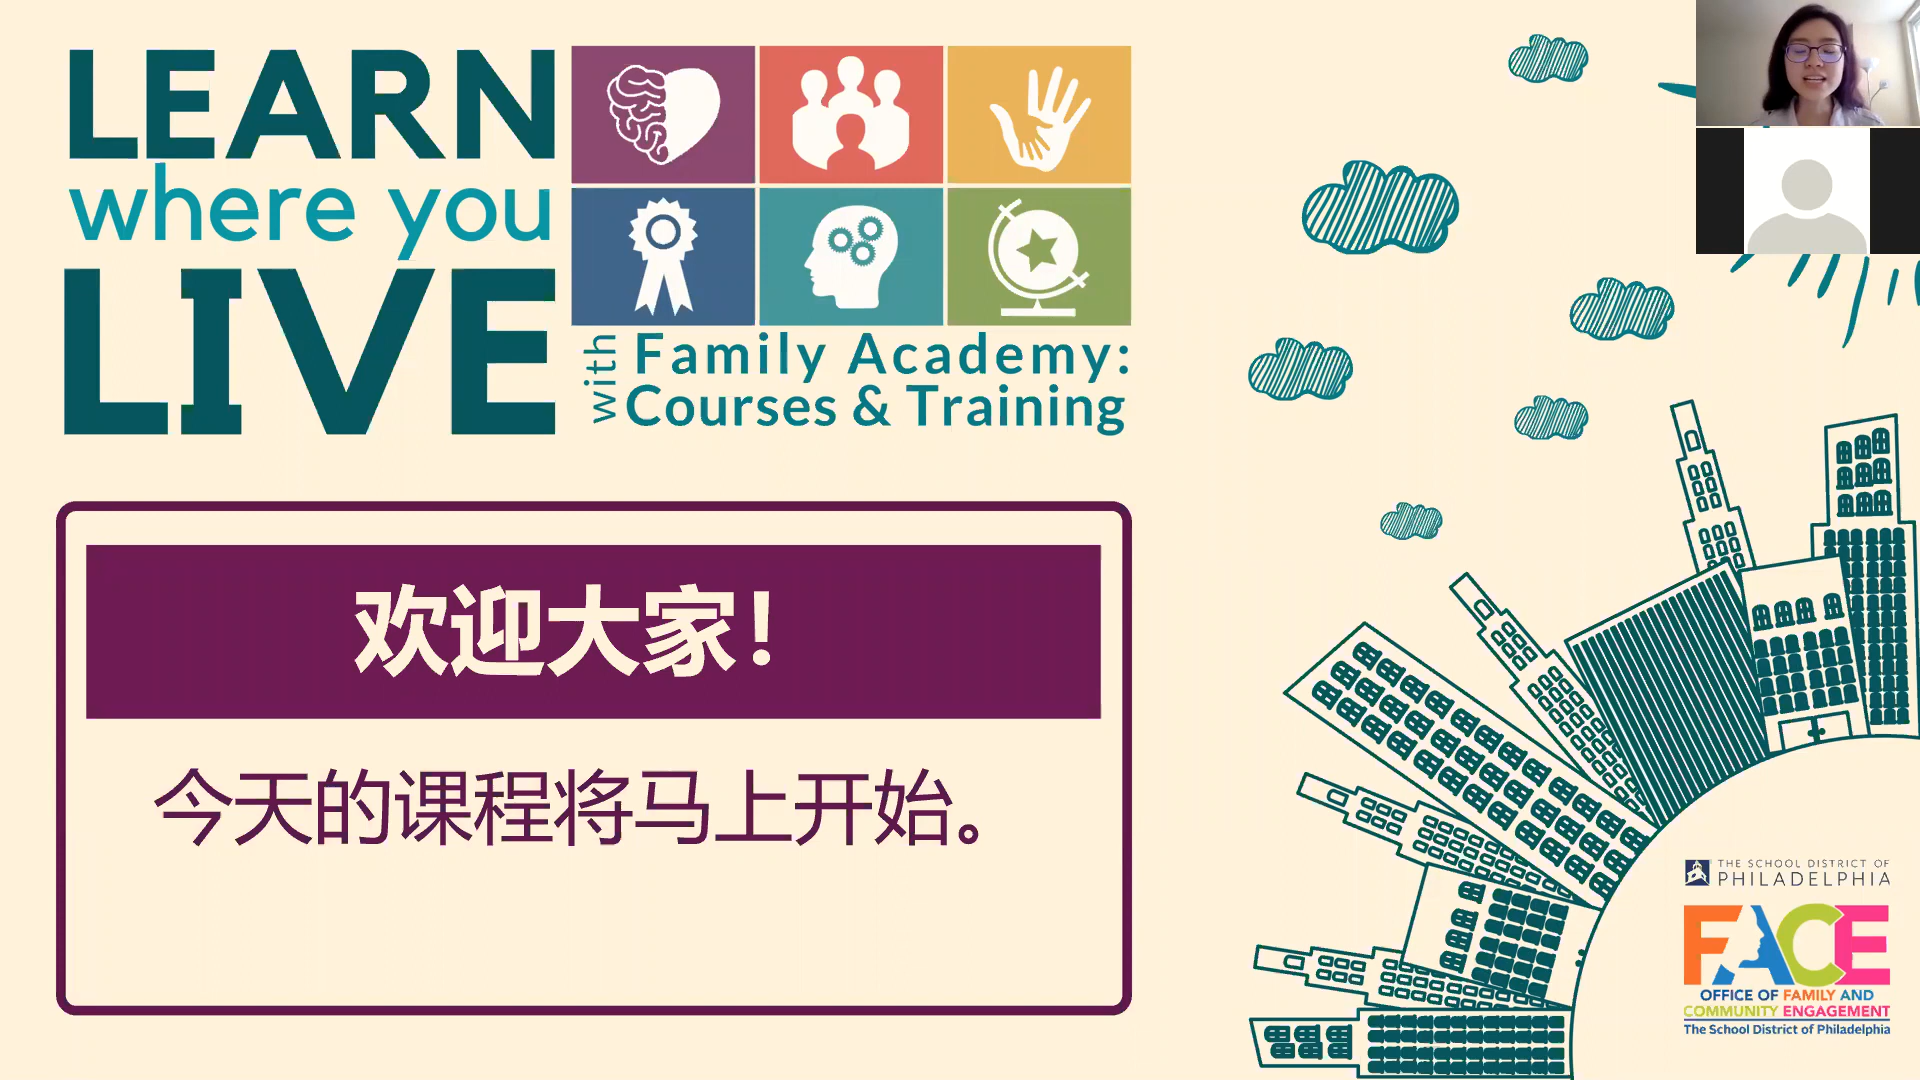 LEARN
where you
LIVE
with
Family Academy:
Courses & Training
欢迎大家！
今天的课程将马上开始。
THE SCHOOL DISTRICT OF
PHILADELPHIA
FACE
OFFICE OF FAMILY AND
COMMUNITY ENGAGEMENT
The School District of Philadelphia